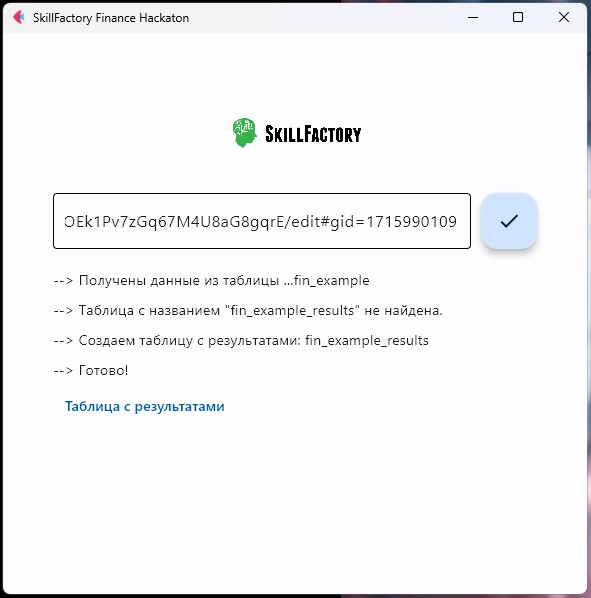 SkillFactory Finance Hackaton
SKILLFACTORY
OEk1Pv7zGq67M4U8aG8gqrE/edit#gid=1715990109
--> Получены данные из таблицы ...fin_example
--> Таблица с названием "fin_example_results" не найдена.
--> Создаем таблицу с результатами: fin_example_results
--> Готово!
Таблица с результатами